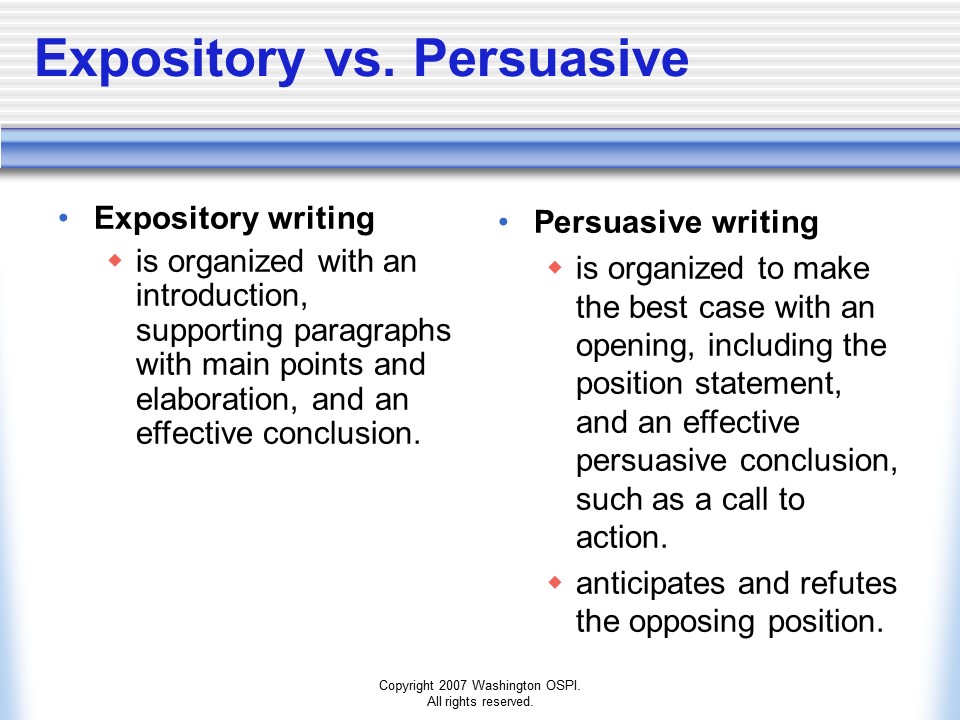 Expository vs. Persuasive
• Expository writing
◆ is organized with an
introduction,
supporting paragraphs
with main points and
elaboration, and an
effective conclusion.
• Persuasive writing
◆ is organized to make
the best case with an
opening, including the
position statement,
and an effective
persuasive conclusion,
such as a call to
action.
◆ anticipates and refutes
the opposing position.
Copyright 2007 Washington OSPI.
All rights reserved.